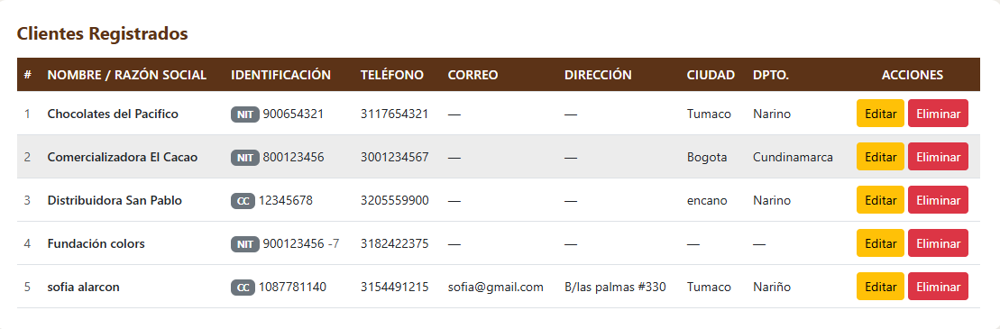 Clientes Registrados
# NOMBRE / RAZÓN SOCIAL IDENTIFICACIÓN TELÉFONO CORREO DIRECCIÓN CIUDAD DPTO. ACCIONES
1 Chocolates del Pacifico NIT 900654321 3117654321 — — Tumaco Narino Editar Eliminar
2 Comercializadora El Cacao NIT 800123456 3001234567 — — Bogota Cundinamarca Editar Eliminar
3 Distribuidora San Pablo CC 12345678 3205559900 — — encano Narino Editar Eliminar
4 Fundación colors NIT 900123456 -7 3182422375 — — — — Editar Eliminar
5 sofia alarcon CC 1087781140 3154491215 sofia@gmail.com B/las palmas #330 Tumaco Nariño Editar Eliminar